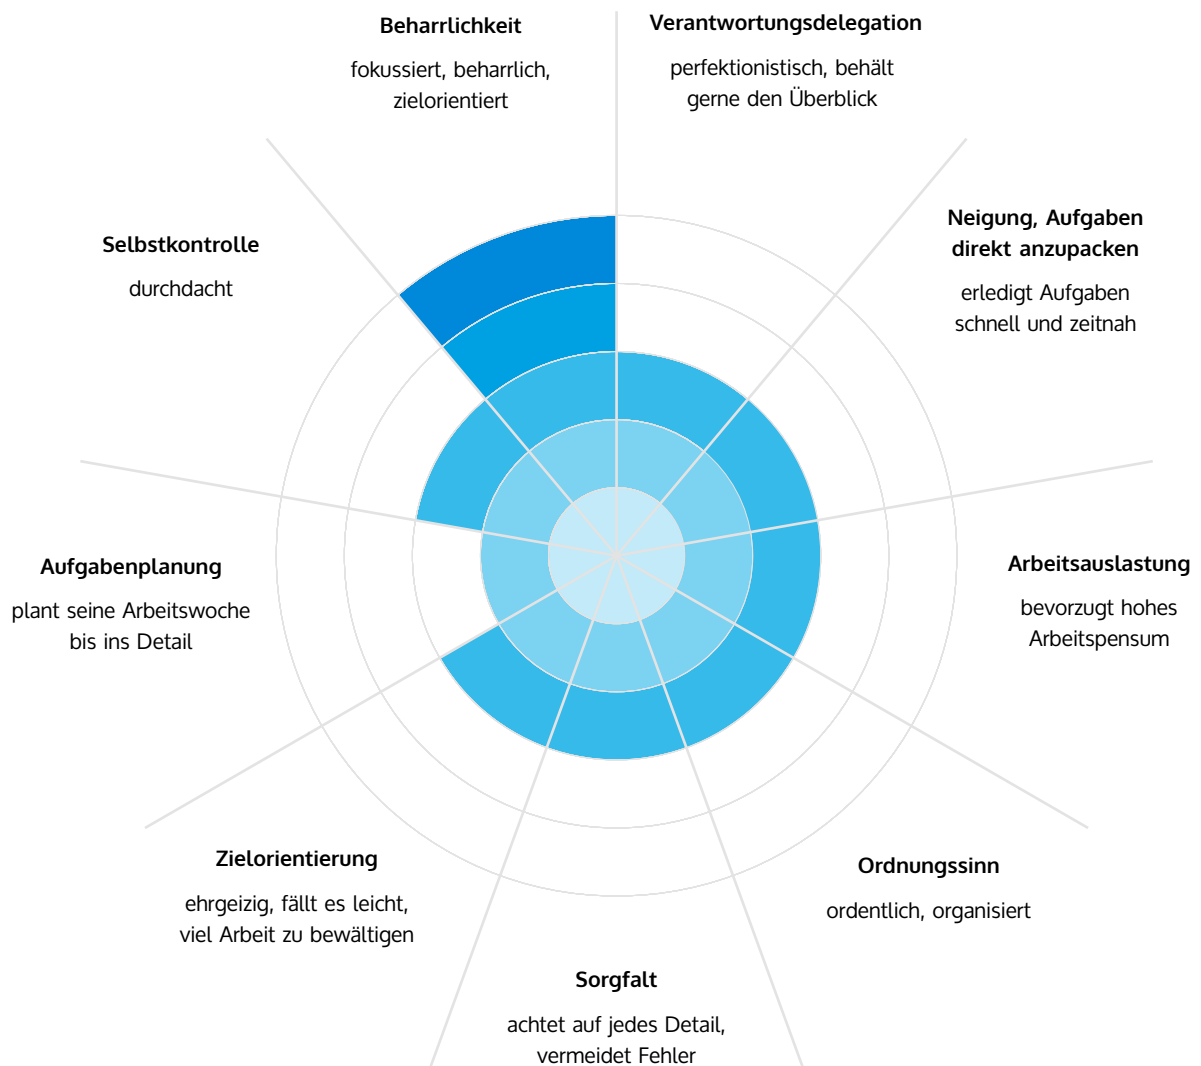 Beharrlichkeit
fokussiert, beharrlich,
zielorientiert
Verantwortungsdelegation
perfektionistisch, behält
gerne den Überblick
Neigung, Aufgaben
direkt anzupacken
erledigt Aufgaben
schnell und zeitnah
Selbstkontrolle
durchdacht
Aufgabenplanung
plant seine Arbeitswoche
bis ins Detail
Arbeitsauslastung
bevorzugt hohes
Arbeitspensum
Zielorientierung
ehrgeizig, fällt es leicht,
viel Arbeit zu bewältigen
Ordnungssinn
ordentlich, organisiert
Sorgfalt
achtet auf jedes Detail,
vermeidet Fehler